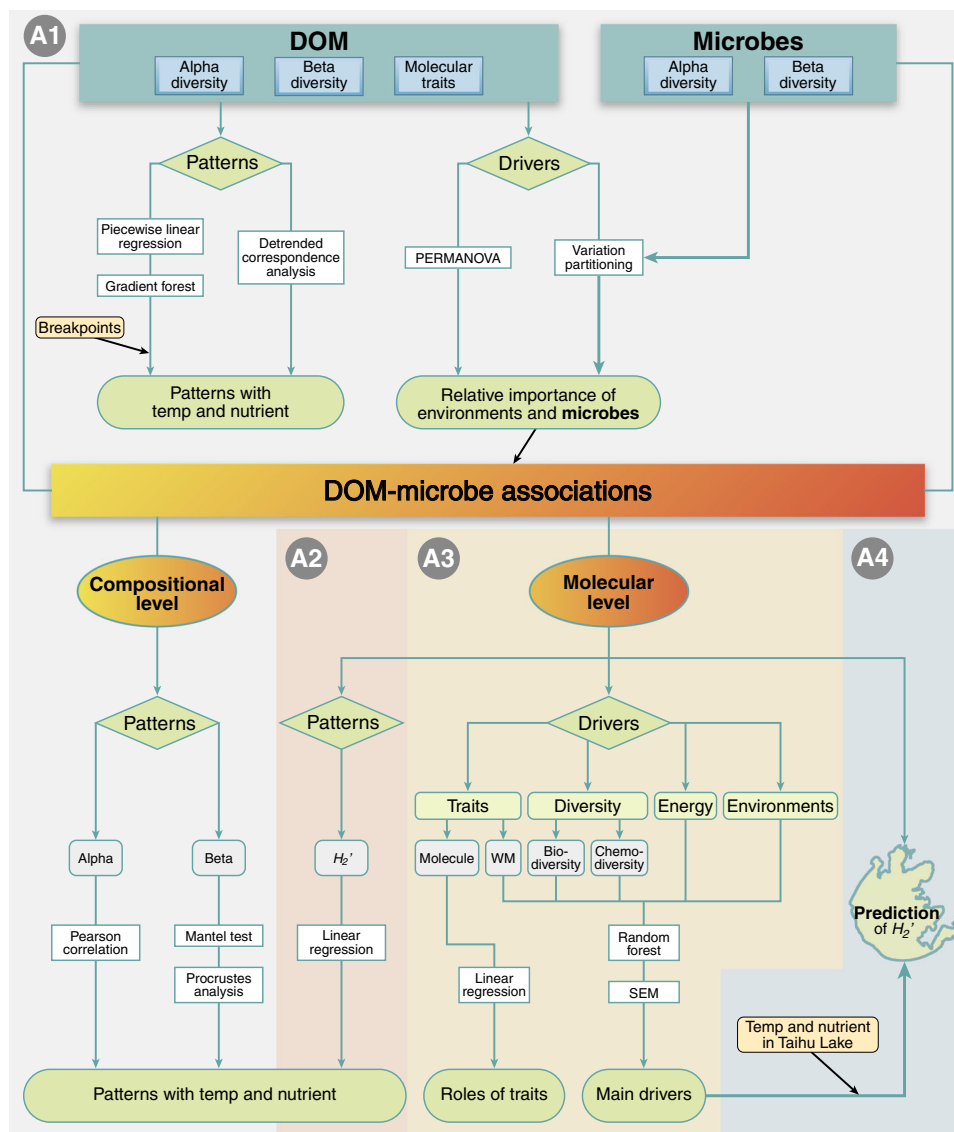 A1
DOM
Alpha
diversity
Beta
diversity
Molecular
traits
Microbes
Alpha
diversity
Beta
diversity
Patterns
Drivers
Piecewise linear
regression
Gradient forest
Detrended
correspondence
analysis
PERMANOVA
Variation
partitioning
Breakpoints
Patterns with
temp and nutrient
Relative importance of
environments and microbes
DOM-microbe associations
A2
A3
A4
Compositional
level
Molecular
level
Patterns
Patterns
Drivers
Traits
Diversity
Energy
Environments
Alpha
Beta
H2'
Molecule
WM
Bio-
diversity
Chemo-
diversity
Prediction
of H2'
Pearson
correlation
Mantel test
Procrustes
analysis
Linear
regression
Linear
regression
Random
forest
SEM
Temp and nutrient
in Taihu Lake
Patterns with temp and nutrient
Roles of traits
Main drivers